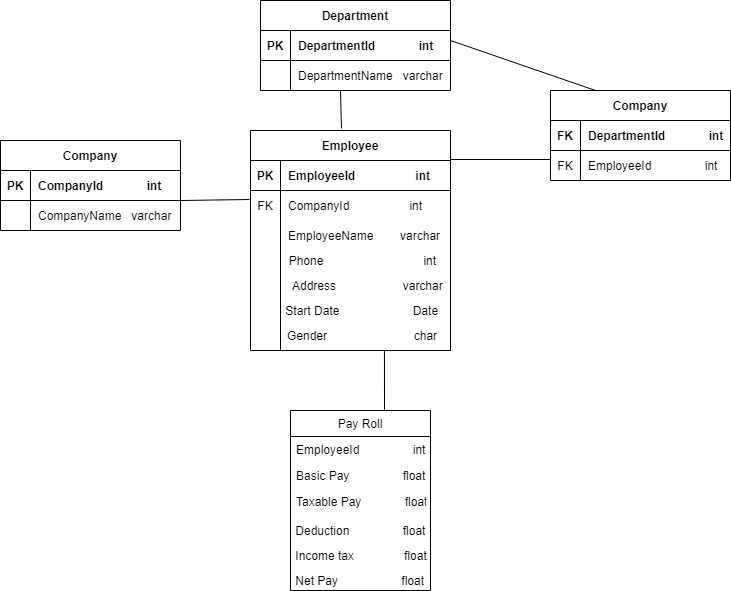 Department
PK DepartmentId int
DepartmentName varchar
Company
FK DepartmentId int
FK EmployeeId int
Employee
PK EmployeeId int
FK CompanyId int
EmployeeName varchar
Phone int
Address varchar
Start Date Date
Gender char
Company
PK CompanyId int
CompanyName varchar
Pay Roll
EmployeeId int
Basic Pay float
Taxable Pay float
Deduction float
Income tax float
Net Pay float